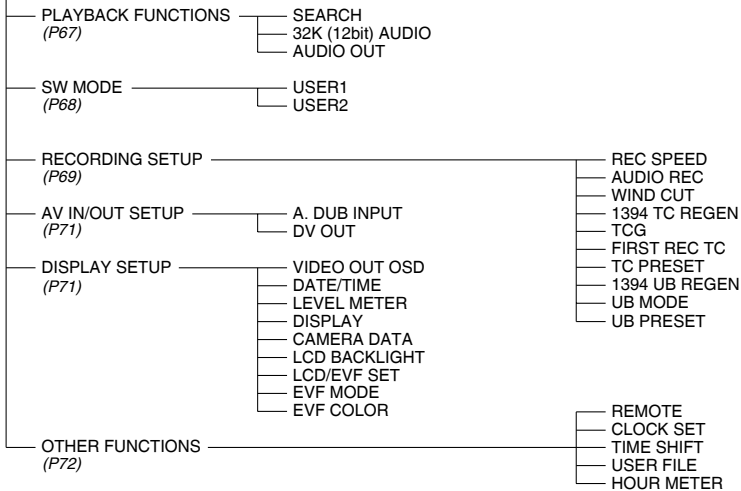 PLAYBACK FUNCTIONS
(P67)
SEARCH
32K (12bit) AUDIO
AUDIO OUT
SW MODE
(P68)
USER1
USER2
RECORDING SETUP
(P69)
REC SPEED
AUDIO REC
WIND CUT
1394 TC REGEN
TCG
FIRST REC TC
TC PRESET
1394 UB REGEN
UB MODE
UB PRESET
AV IN/OUT SETUP
(P71)
A. DUB INPUT
DV OUT
DISPLAY SETUP
(P71)
VIDEO OUT OSD
DATE/TIME
LEVEL METER
DISPLAY
CAMERA DATA
LCD BACKLIGHT
LCD/EVF SET
EVF MODE
EVF COLOR
OTHER FUNCTIONS
(P72)
REMOTE
CLOCK SET
TIME SHIFT
USER FILE
HOUR METER